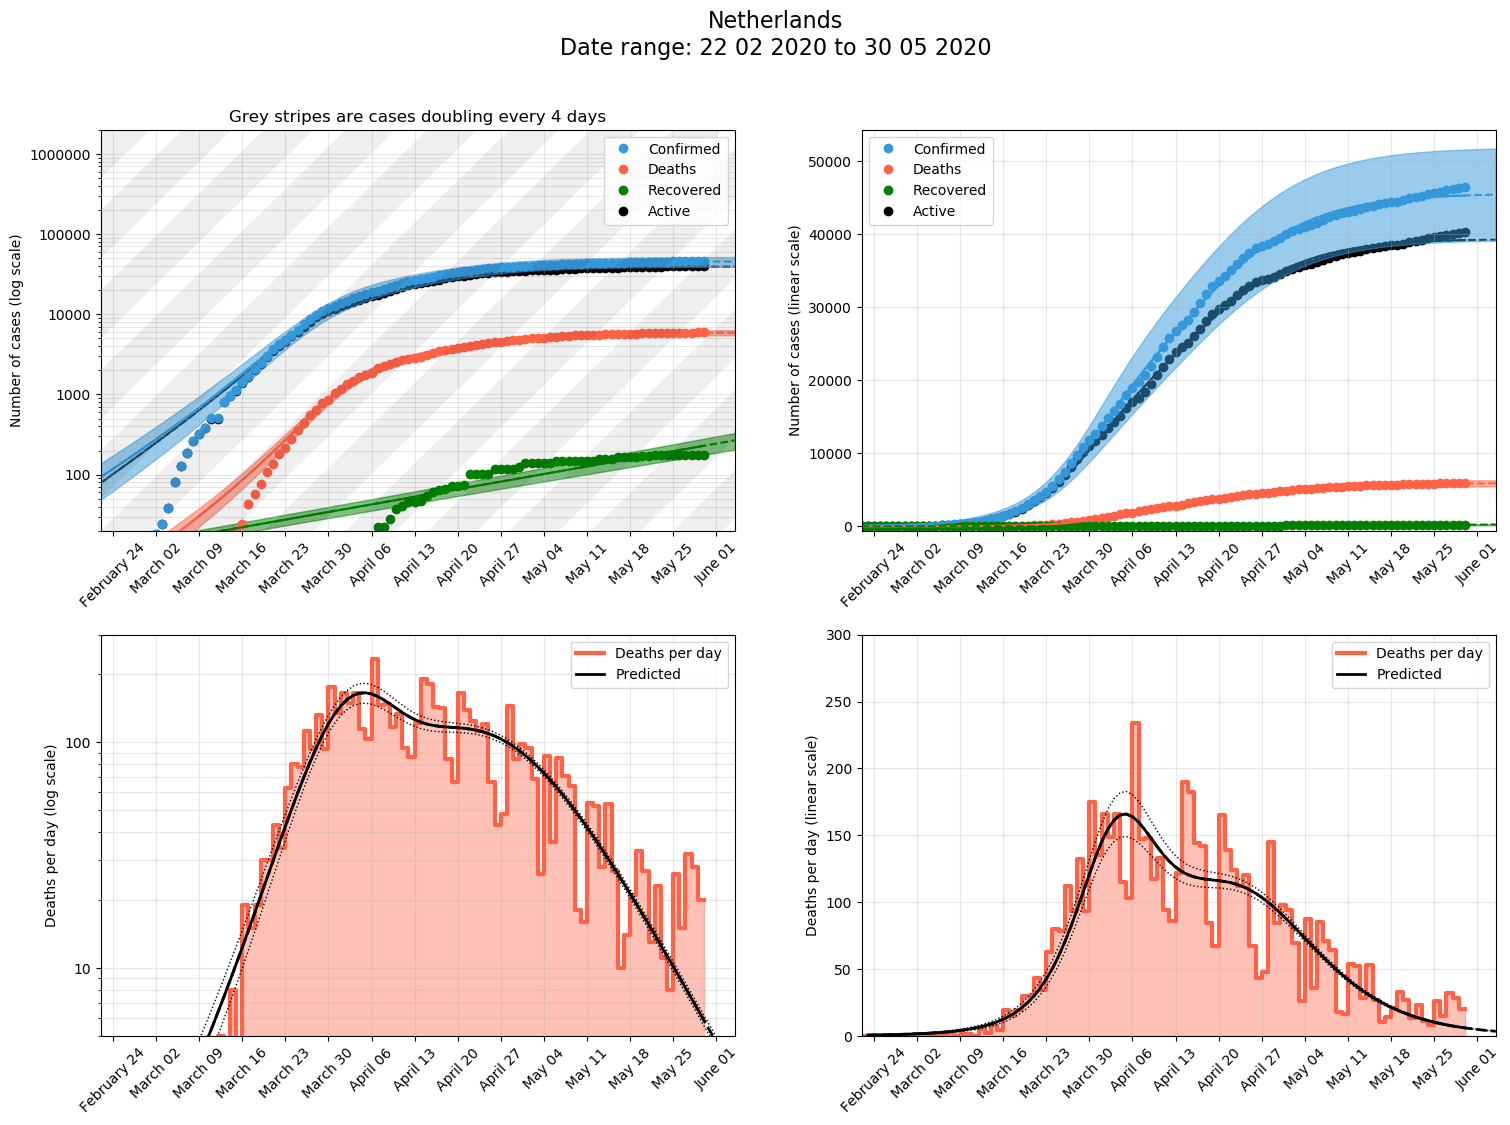 Netherlands
Date range: 22 02 2020 to 30 05 2020
Grey stripes are cases doubling every 4 days
Number of cases (log scale)
1000000
100000
10000
1000
100
Confirmed
Deaths
Recovered
Active
February 24
March 02
March 09
March 16
March 23
March 30
April 06
April 13
April 20
April 27
May 04
May 11
May 18
May 25
June 01
Number of cases (linear scale)
50000
40000
30000
20000
10000
0
Confirmed
Deaths
Recovered
Active
February 24
March 02
March 09
March 16
March 23
March 30
April 06
April 13
April 20
April 27
May 04
May 11
May 18
May 25
June 01
Deaths per day (log scale)
100
10
Deaths per day
Predicted
February 24
March 02
March 09
March 16
March 23
March 30
April 06
April 13
April 20
April 27
May 04
May 11
May 18
May 25
June 01
Deaths per day (linear scale)
300
250
200
150
100
50
0
Deaths per day
Predicted
February 24
March 02
March 09
March 16
March 23
March 30
April 06
April 13
April 20
April 27
May 04
May 11
May 18
May 25
June 01